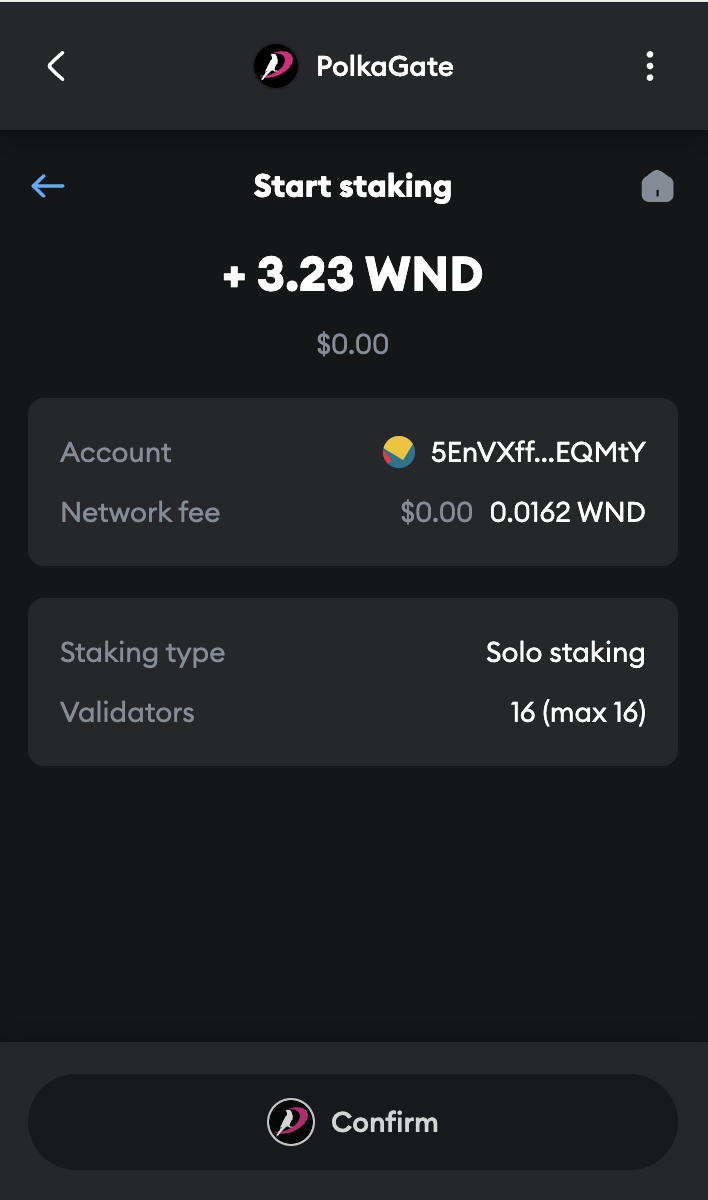 PolkaGate
Start staking
+ 3.23 WND
$0.00
Account 5EnVXff...EQMtY
Network fee $0.00 0.0162 WND
Staking type Solo staking
Validators 16 (max 16)
Confirm